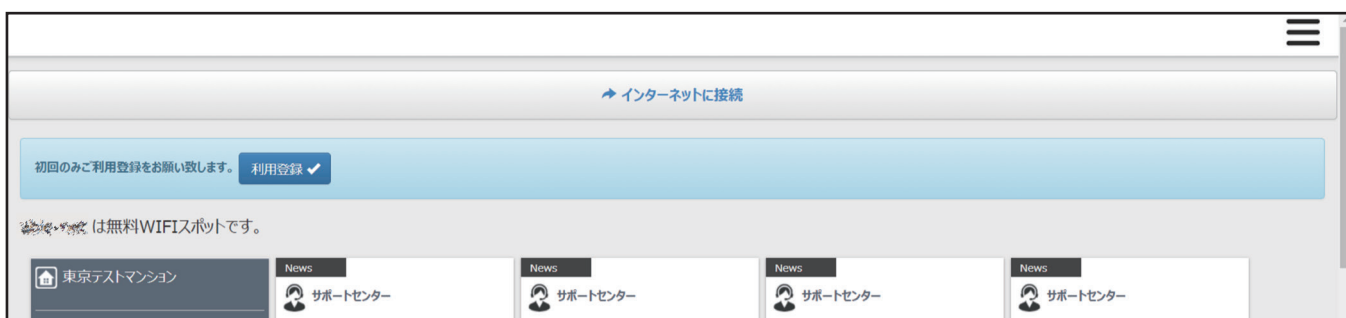 インターネットに接続
初回のみご利用登録をお願い致します。 利用登録
は無料WIFIスポットです。
東京テストマンション
News
サポートセンター
News
サポートセンター
News
サポートセンター
News
サポートセンター